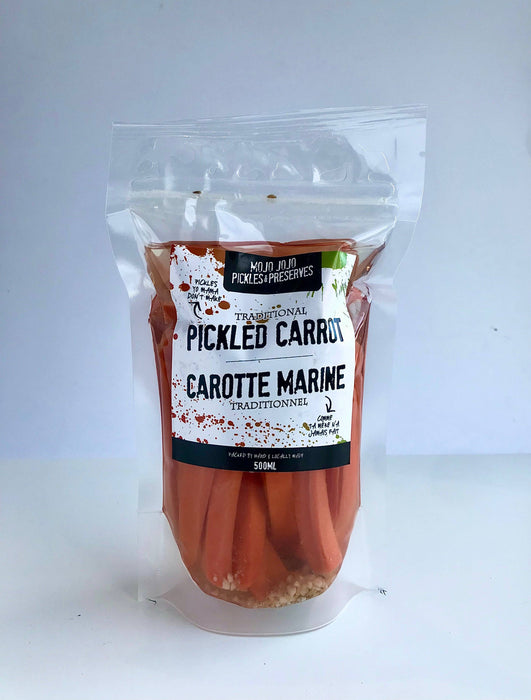 MOJO JOJO
PICKLES & PRESERVES
PICKLES
YO MAMA
DON'T MAKE
TRADITIONAL
PICKLED CARROT
CAROTTE MARINE
TRADITIONNEL
COMME
TA MÈRE N'A
JAMAIS FAIT
PACKED BY HAND & LOCALLY MADE
500ML